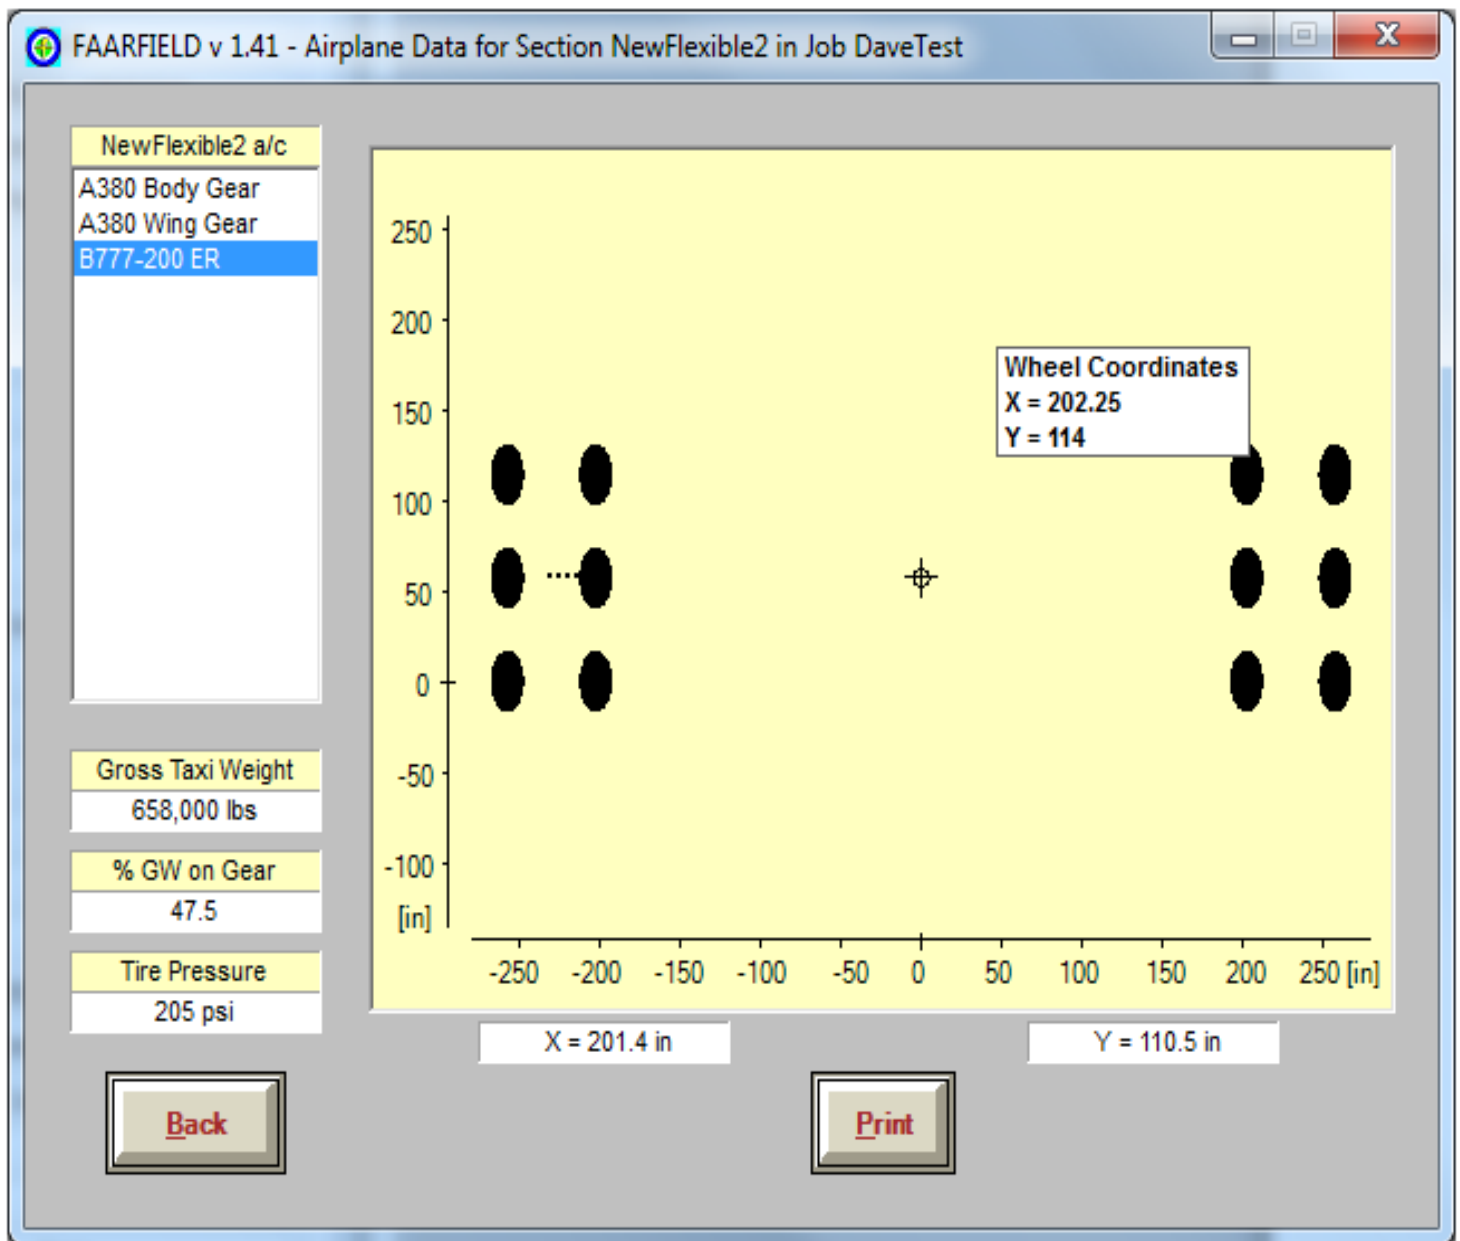 FAARFIELD v 1.41 - Airplane Data for Section NewFlexible2 in Job DaveTest
NewFlexible2 a/c
A380 Body Gear
A380 Wing Gear
B777-200 ER
250
200
150
100
50
0
-50
-100
[in]
Wheel Coordinates
X = 202.25
Y = 114
-250 -200 -150 -100 -50 0 50 100 150 200 250 [in]
Gross Taxi Weight
658,000 lbs
% GW on Gear
47.5
Tire Pressure
205 psi
X = 201.4 in
Y = 110.5 in
Back
Print